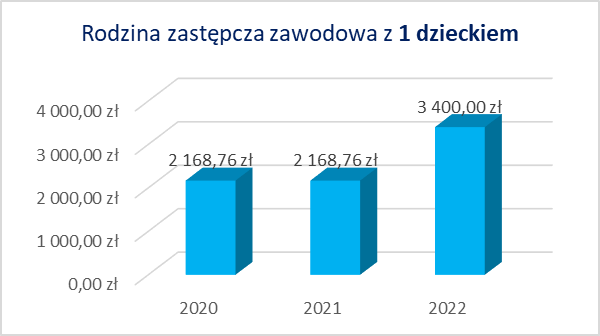 Rodzina zastępcza zawodowa z 1 dzieckiem
4 000,00 zł
3 000,00 zł
2 000,00 zł
1 000,00 zł
0,00 zł
2 168,76 zł
2 168,76 zł
3 400,00 zł
2020
2021
2022